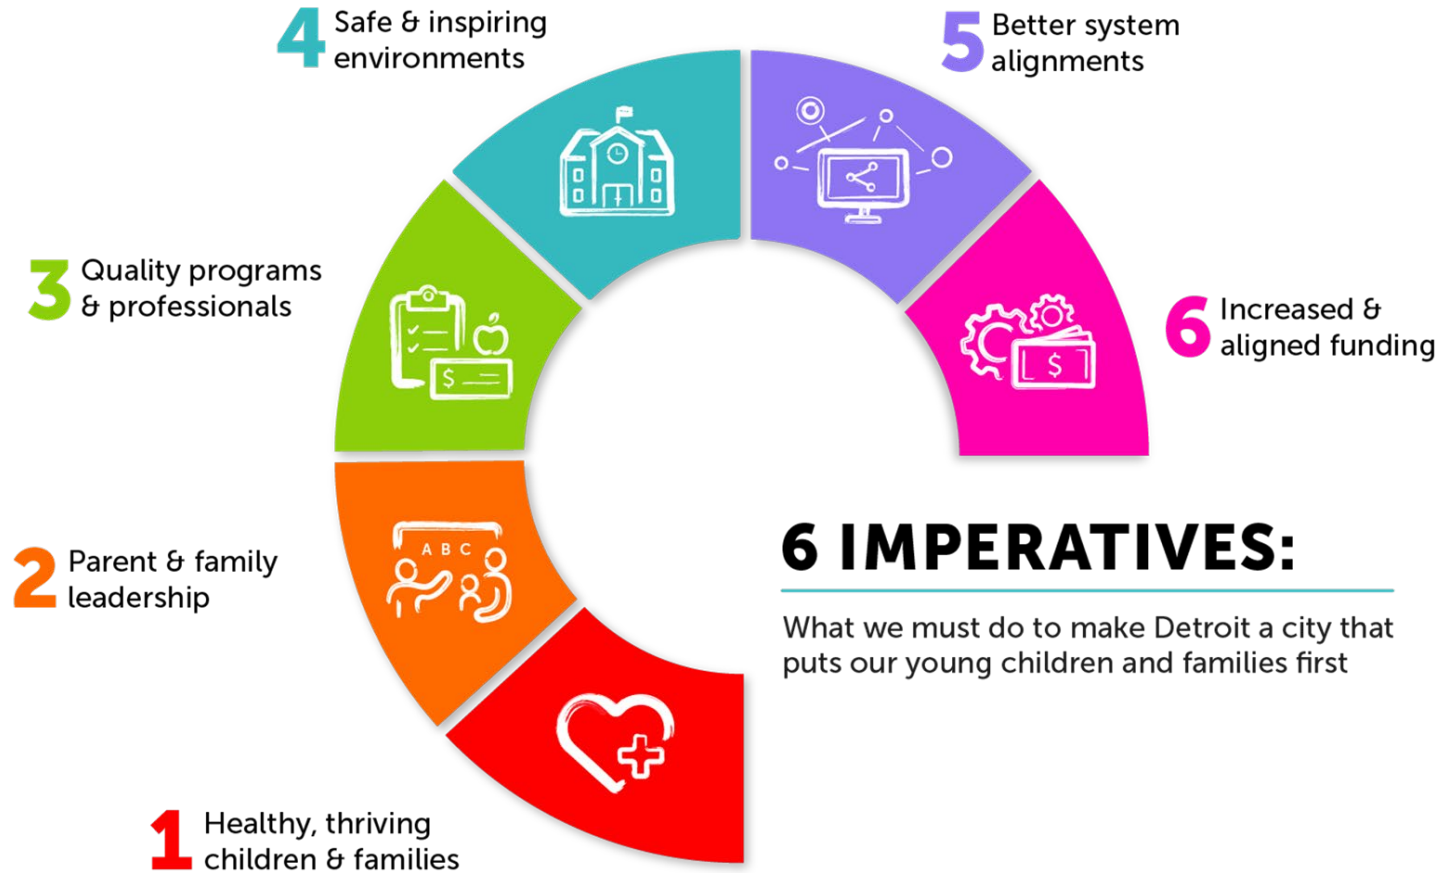 4 Safe & inspiring
environments
5 Better system
alignments
3 Quality programs
& professionals
$
6 Increased &
aligned funding
$
2 Parent & family
leadership
A B C
6 IMPERATIVES:
What we must do to make Detroit a city that
puts our young children and families first
1 Healthy, thriving
children & families